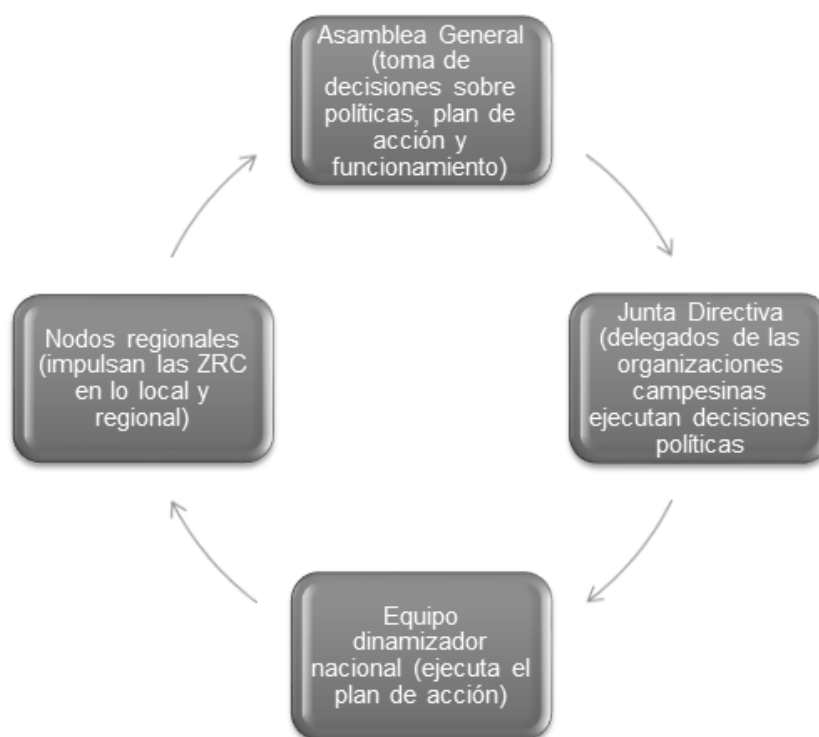 Asamblea General
(toma de
decisiones sobre
políticas, plan de
acción y
funcionamiento)
Junta Directiva
(delegados de las
organizaciones
campesinas
ejecutan decisiones
políticas
Equipo
dinamizador
nacional (ejecuta el
plan de acción)
Nodos regionales
(impulsan las ZRC
en lo local y
regional)